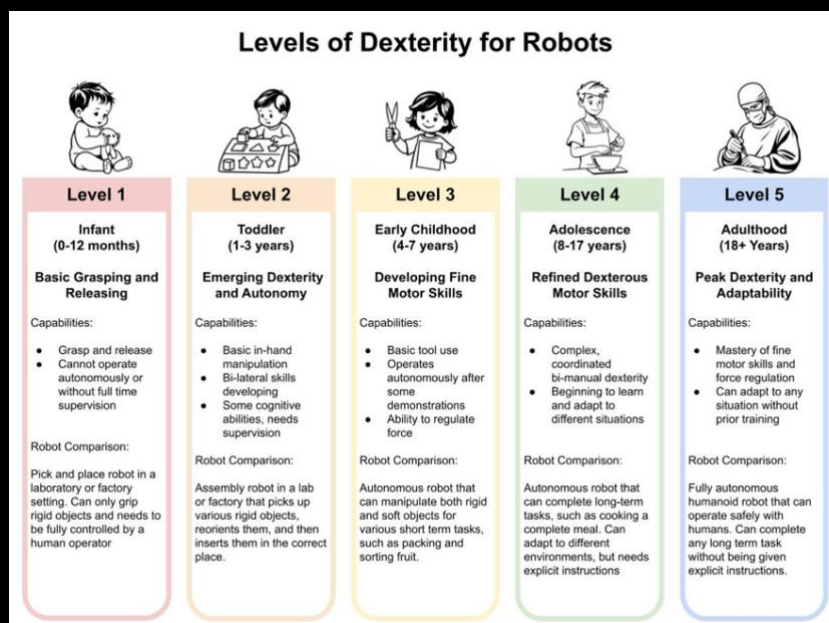 Levels of Dexterity for Robots
Level 1
Infant
(0-12 months)
Basic Grasping and
Releasing
Capabilities:
● Grasp and release
● Cannot operate
autonomously or
without full time
supervision
Robot Comparison:
Pick and place robot in a
laboratory or factory
setting. Can only grip
rigid objects and needs to
be fully controlled by a
human operator
Level 2
Toddler
(1-3 years)
Emerging Dexterity
and Autonomy
Capabilities:
● Basic in-hand
manipulation
● Bi-lateral skills
developing
● Some cognitive
abilities, needs
supervision
Robot Comparison:
Assembly robot in a lab
or factory that picks up
various rigid objects,
reorients them, and then
inserts them in the correct
place.
Level 3
Early Childhood
(4-7 years)
Developing Fine
Motor Skills
Capabilities:
● Basic tool use
● Operates
autonomously after
some
demonstrations
● Ability to regulate
force
Robot Comparison:
Autonomous robot that
can manipulate both rigid
and soft objects for
various short term tasks,
such as packing and
sorting fruit.
Level 4
Adolescence
(8-17 years)
Refined Dexterous
Motor Skills
Capabilities:
● Complex,
coordinated
bi-manual dexterity
● Beginning to learn
and adapt to
different situations
Robot Comparison:
Autonomous robot that
can complete long-term
tasks, such as cooking a
complete meal. Can
adapt to different
environments, but needs
explicit instructions
Level 5
Adulthood
(18+ Years)
Peak Dexterity and
Adaptability
Capabilities:
● Mastery of fine
motor skills and
force regulation
● Can adapt to any
situation without
prior training
Robot Comparison:
Fully autonomous
humanoid robot that can
operate safely with
humans. Can complete
any long term task
without being given
explicit instructions.